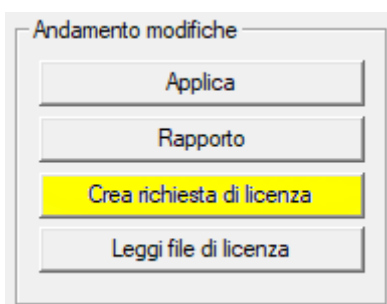 Andamento modifiche
Applica
Rapporto
Crea richiesta di licenza
Leggi file di licenza